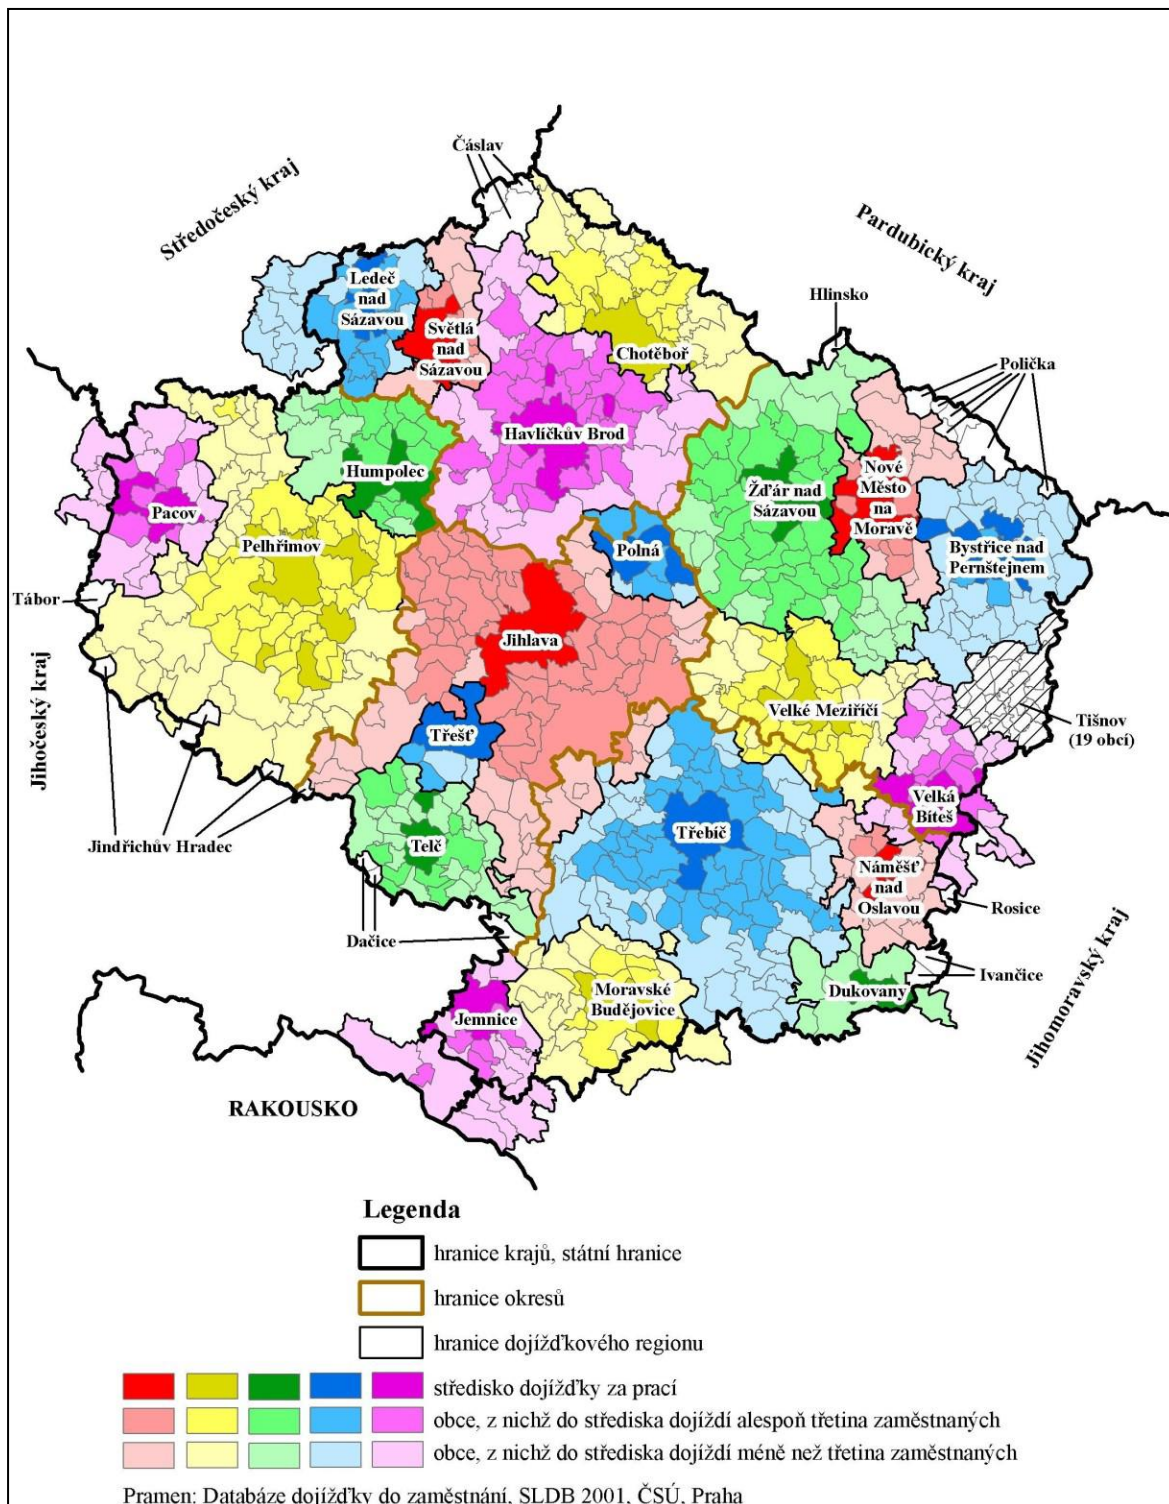 Čáslav
Středočeský kraj
Pardubický kraj
Ledeč
nad
Sázavou
Světlá
nad
Sázavou
Chotěboř
Hlinsko
Polička
Havlíčkův Brod
Humpolec
Pacov
Žďár nad
Sázavou
Nové
Město
na
Moravě
Pelhřimov
Polná
Bystřice nad
Pernštejnem
Tábor
Jihlava
Jihočeský kraj
Třešť
Velké Meziříčí
Tišnov
(19 obcí)
Velká
Bíteš
Třebíč
Jindřichův Hradec
Telč
Náměšť
nad
Oslavou
Rosice
Dačice
Ivančice
Moravské
Budějovice
Dukovany
Jemnice
Jihomoravský kraj
RAKOUSKO
Legenda
hranice krajů, státní hranice
hranice okresů
hranice dojížďkového regionu
středisko dojížďky za prací
obce, z nichž do střediska dojíždí alespoň třetina zaměstnaných
obce, z nichž do střediska dojíždí méně než třetina zaměstnaných
Pramen: Databáze dojížďky do zaměstnání, SLDB 2001, ČSÚ, Praha